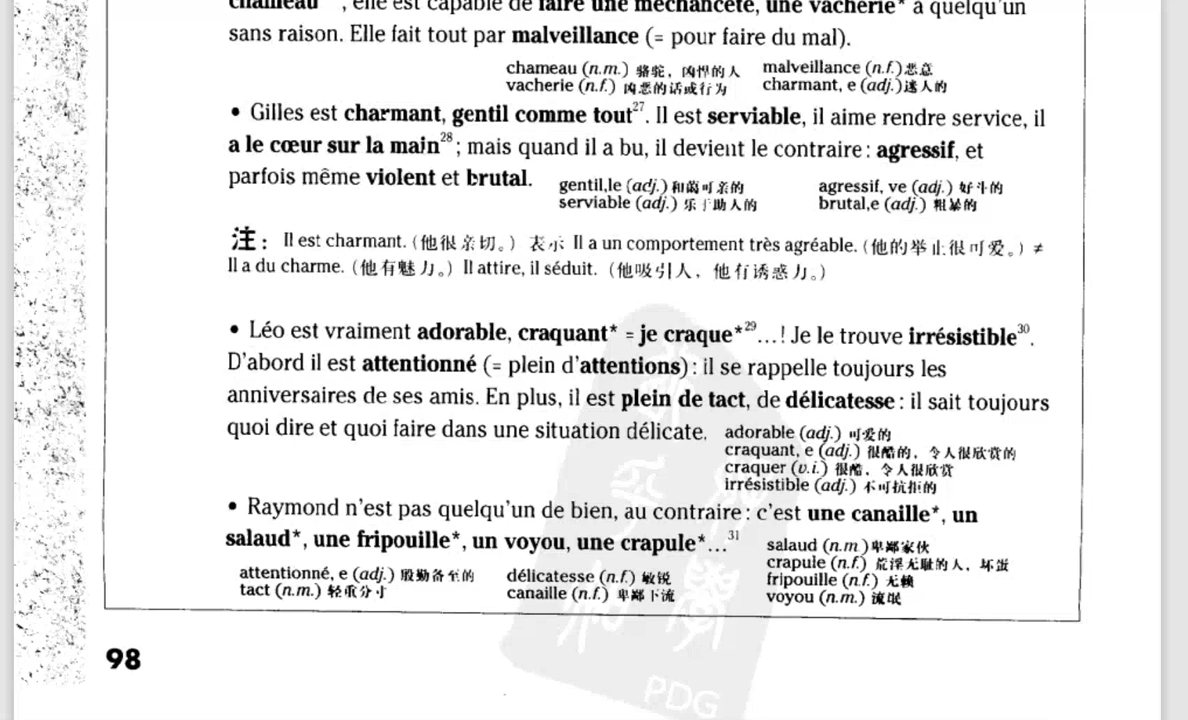 chameau*, elle est capable de faire une méchanceté, une vacherie* à quelqu'un
sans raison. Elle fait tout par malveillance (= pour faire du mal).
chameau (n.m.) 骆驼，凶悍的人 malveillance (n.f.)恶意
vacherie (n.f.) 凶恶的话或行为 charmant, e (adj.)迷人的
• Gilles est charmant, gentil comme tout27. Il est serviable, il aime rendre service, il
a le cœur sur la main28 ; mais quand il a bu, il devient le contraire : agressif, et
parfois même violent et brutal.
gentil,le (adj.) 和蔼可亲的 agressif, ve (adj.) 好斗的
serviable (adj.) 乐于助人的 brutal,e (adj.) 粗暴的
注： Il est charmant.（他很亲切。）表示 Il a un comportement très agréable.（他的举止很可爱。）≠
Il a du charme.（他有魅力。）Il attire, il séduit.（他吸引人，他有诱惑力。）
• Léo est vraiment adorable, craquant* = je craque*29…! Je le trouve irrésistible30.
D'abord il est attentionné (= plein d'attentions) : il se rappelle toujours les
anniversaires de ses amis. En plus, il est plein de tact, de délicatesse : il sait toujours
quoi dire et quoi faire dans une situation délicate.
adorable (adj.) 可爱的
craquant, e (adj.) 很酷的，令人很欣赏的
craquer (v.i.) 很酷，令人很欣赏
irrésistible (adj.) 不可抗拒的
• Raymond n'est pas quelqu'un de bien, au contraire : c'est une canaille*, un
salaud*, une fripouille*, un voyou, une crapule*…31
salaud (n.m )卑鄙家伙
crapule (n.f.) 荒淫无耻的人，坏蛋
fripouille (n.f.) 无赖
voyou (n.m.) 流氓
attentionné, e (adj.) 殷勤备至的 délicatesse (n.f.) 敏锐
tact (n.m.) 轻重分寸 canaille (n.f.) 卑鄙下流
98
PDG